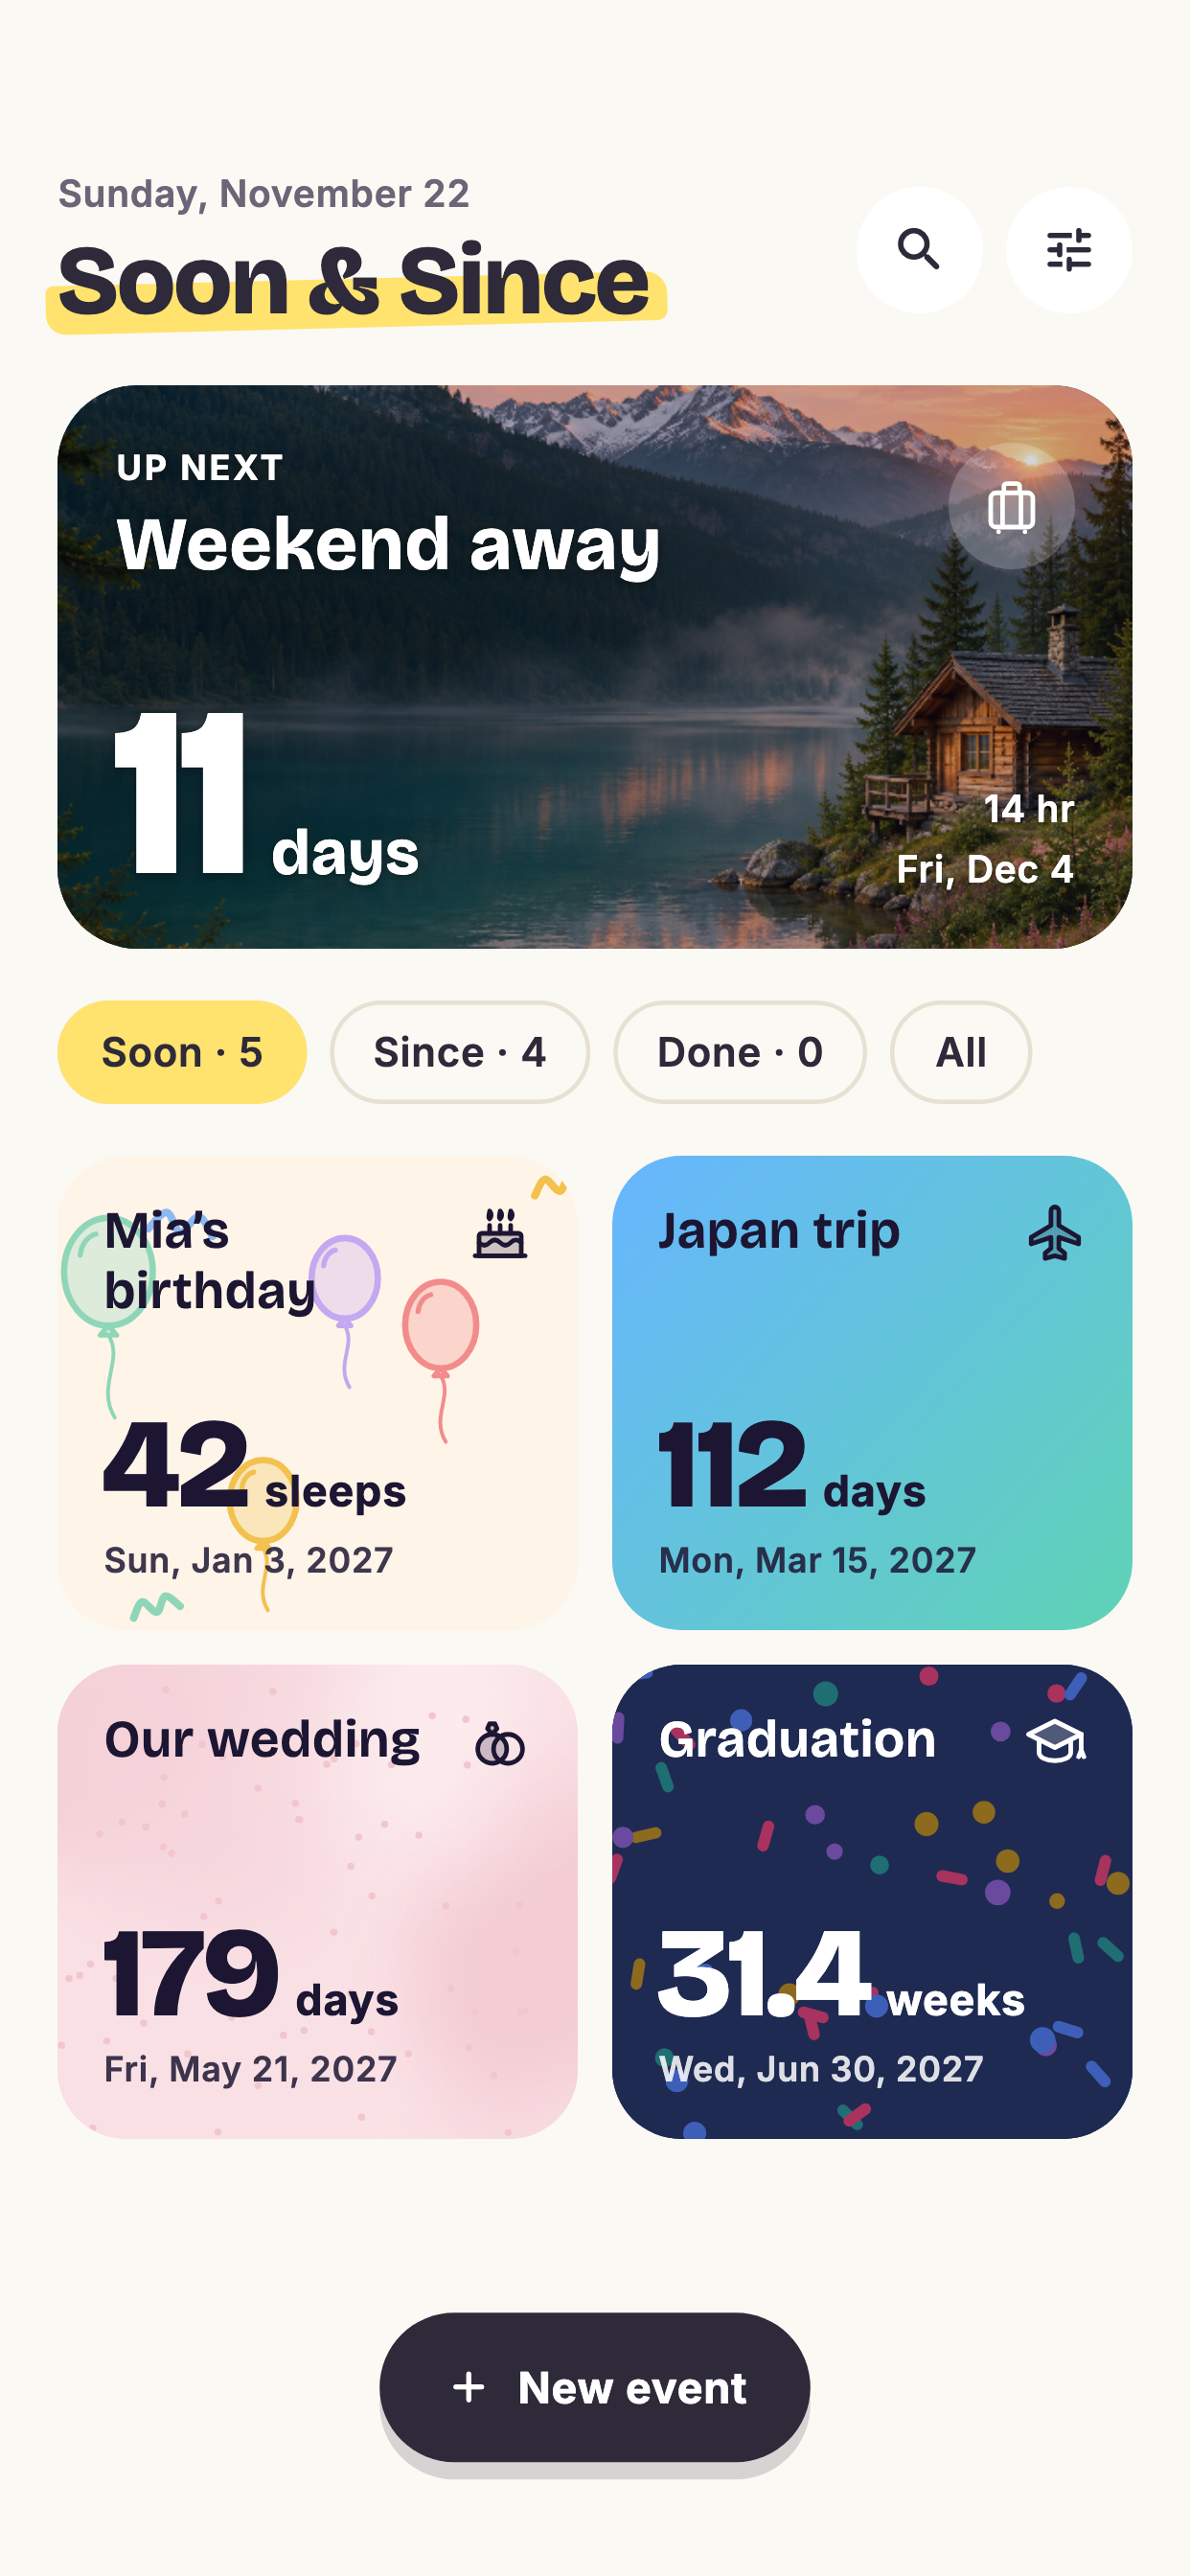 Sunday, November 22
Soon & Since
UP NEXT
Weekend away
11 days
14 hr
Fri, Dec 4
Soon · 5
Since · 4
Done · 0
All
Mia’s
birthday
42 sleeps
Sun, Jan 3, 2027
Japan trip
112 days
Mon, Mar 15, 2027
Our wedding
179 days
Fri, May 21, 2027
Graduation
31.4 weeks
Wed, Jun 30, 2027
+ New event